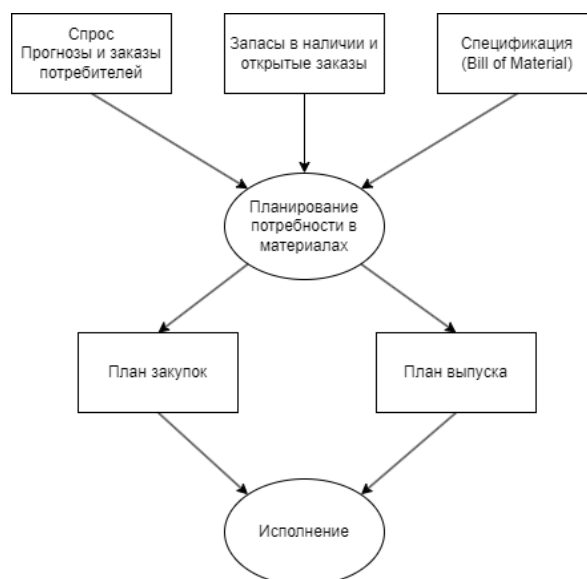 Спрос
Прогнозы и заказы
потребителей
Запасы в наличии и
открытые заказы
Спецификация
(Bill of Material)
Планирование
потребности в
материалах
План закупок
План выпуска
Исполнение